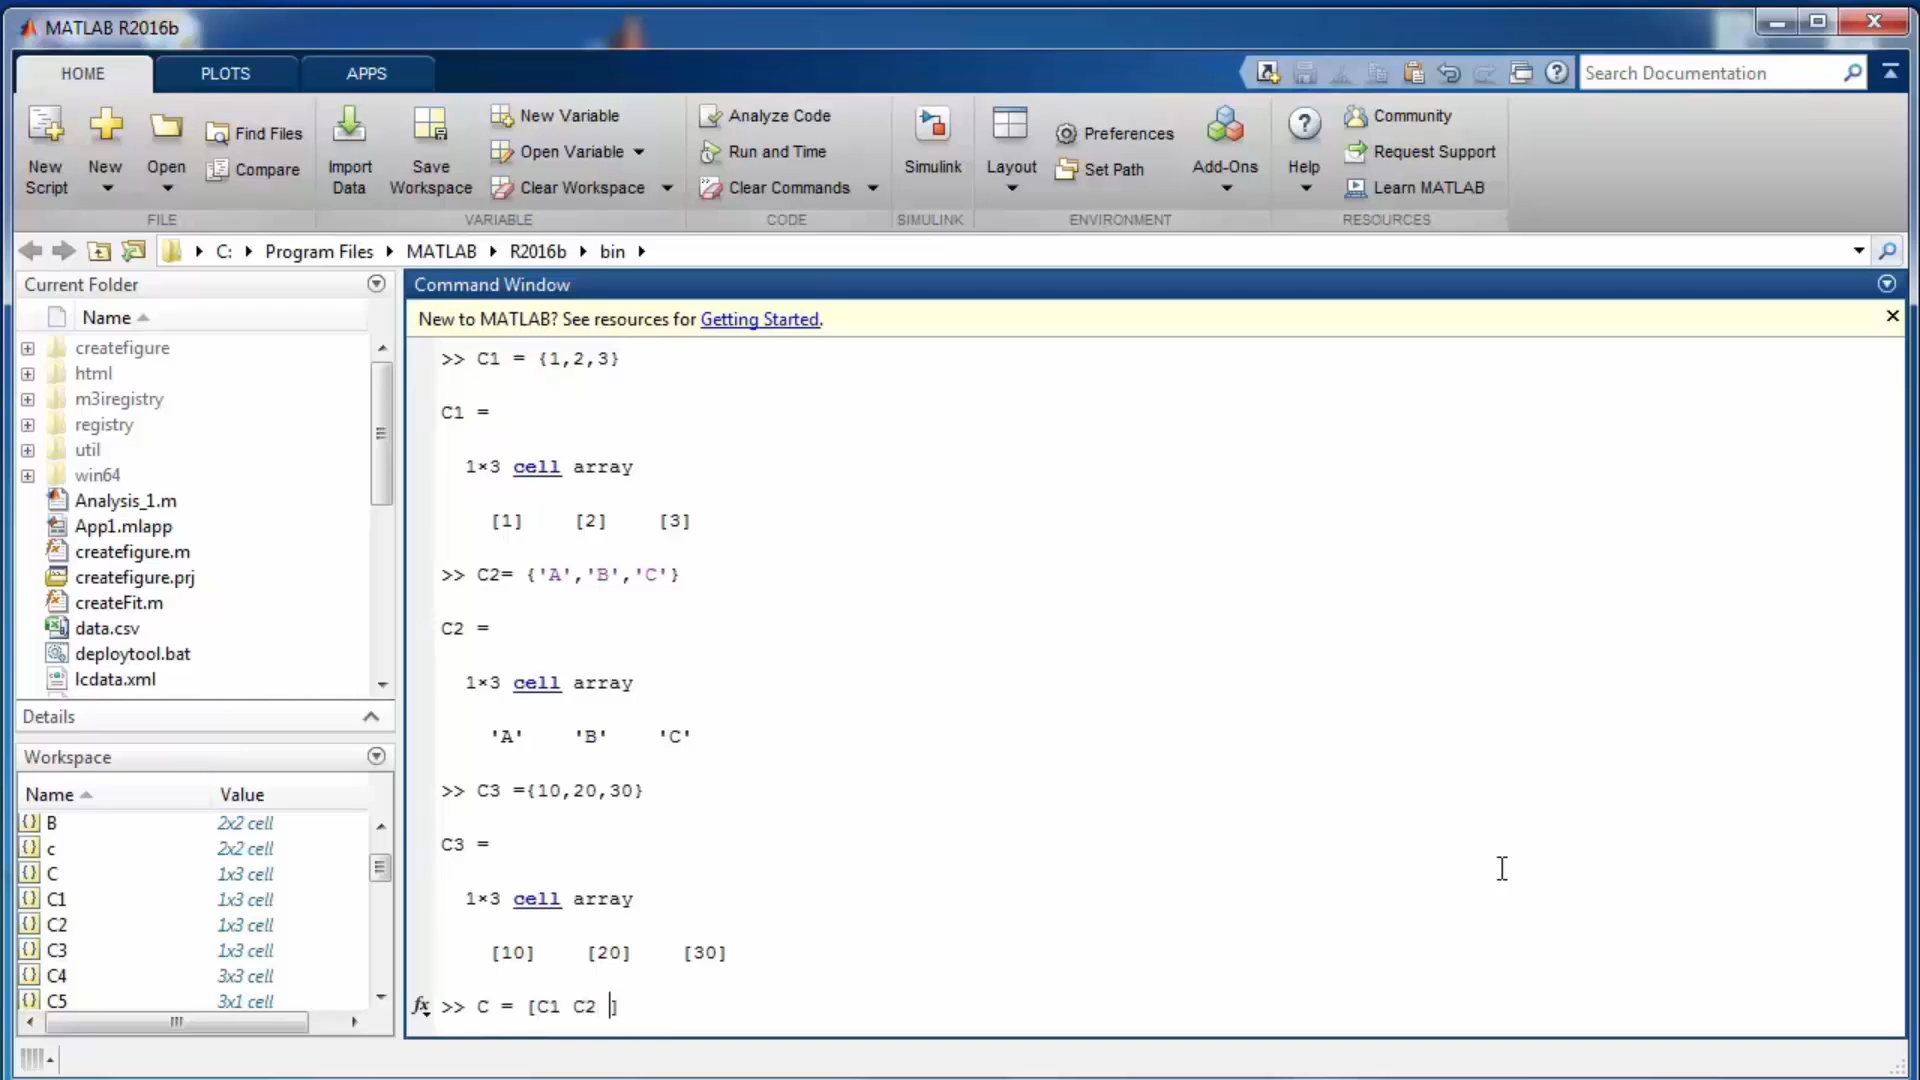 MATLAB R2016b
HOME PLOTS APPS
Search Documentation
New Script
New
Open
Find Files
Compare
Import Data
Save Workspace
New Variable
Open Variable
Clear Workspace
Analyze Code
Run and Time
Clear Commands
Simulink
Layout
Preferences
Set Path
Add-Ons
Help
Community
Request Support
Learn MATLAB
FILE VARIABLE CODE SIMULINK ENVIRONMENT RESOURCES
C: Program Files MATLAB R2016b bin
Current Folder
Name
createfigure
html
m3iregistry
registry
util
win64
Analysis_1.m
App1.mlapp
createfigure.m
createfigure.prj
createFit.m
data.csv
deploytool.bat
lcdata.xml
Details
Workspace
Name Value
B 2x2 cell
c 2x2 cell
C 1x3 cell
C1 1x3 cell
C2 1x3 cell
C3 1x3 cell
C4 3x3 cell
C5 3x1 cell
Command Window
New to MATLAB? See resources for Getting Started.
>> C1 = {1,2,3}
C1 =
1×3 cell array
[1] [2] [3]
>> C2= {'A','B','C'}
C2 =
1×3 cell array
'A' 'B' 'C'
>> C3 ={10,20,30}
C3 =
1×3 cell array
[10] [20] [30]
fx >> C = [C1 C2 ]